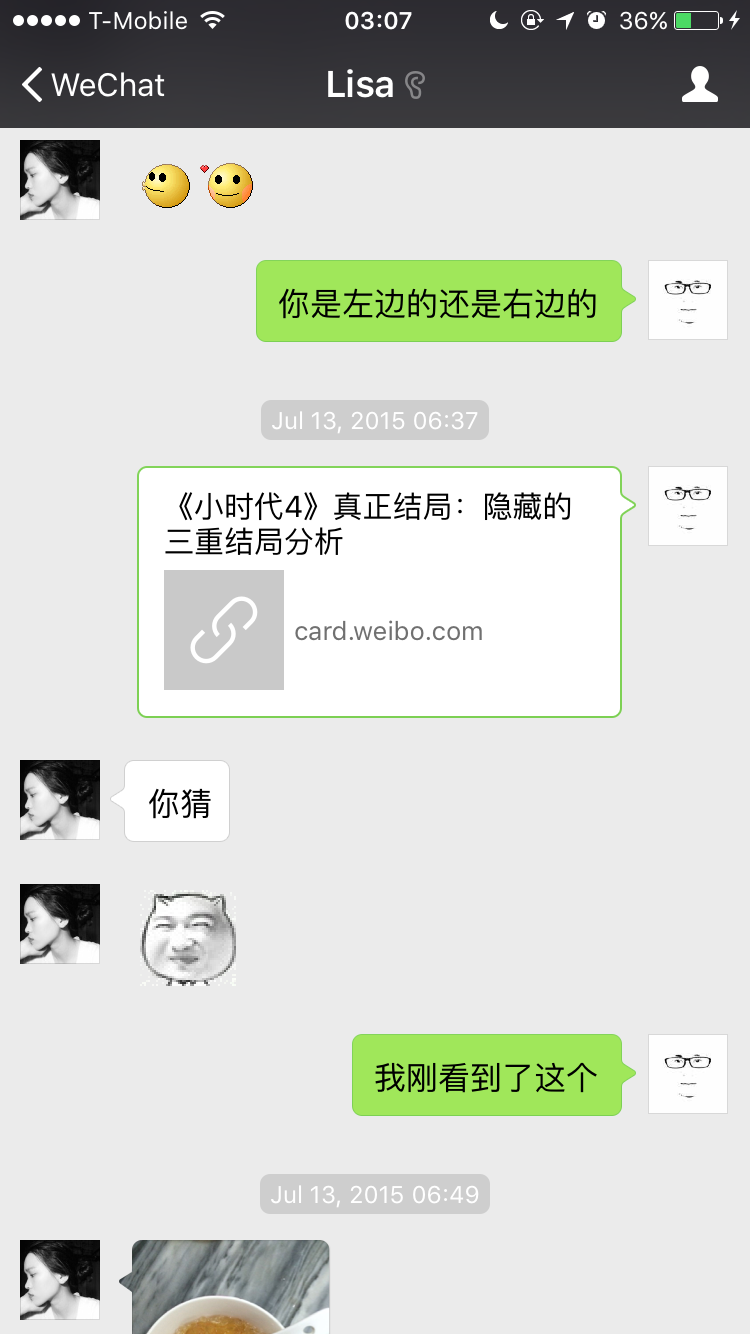 T-Mobile 03:07 36%
WeChat Lisa
你是左边的还是右边的
Jul 13, 2015 06:37
《小时代4》真正结局：隐藏的
三重结局分析
card.weibo.com
你猜
我刚看到了这个
Jul 13, 2015 06:49